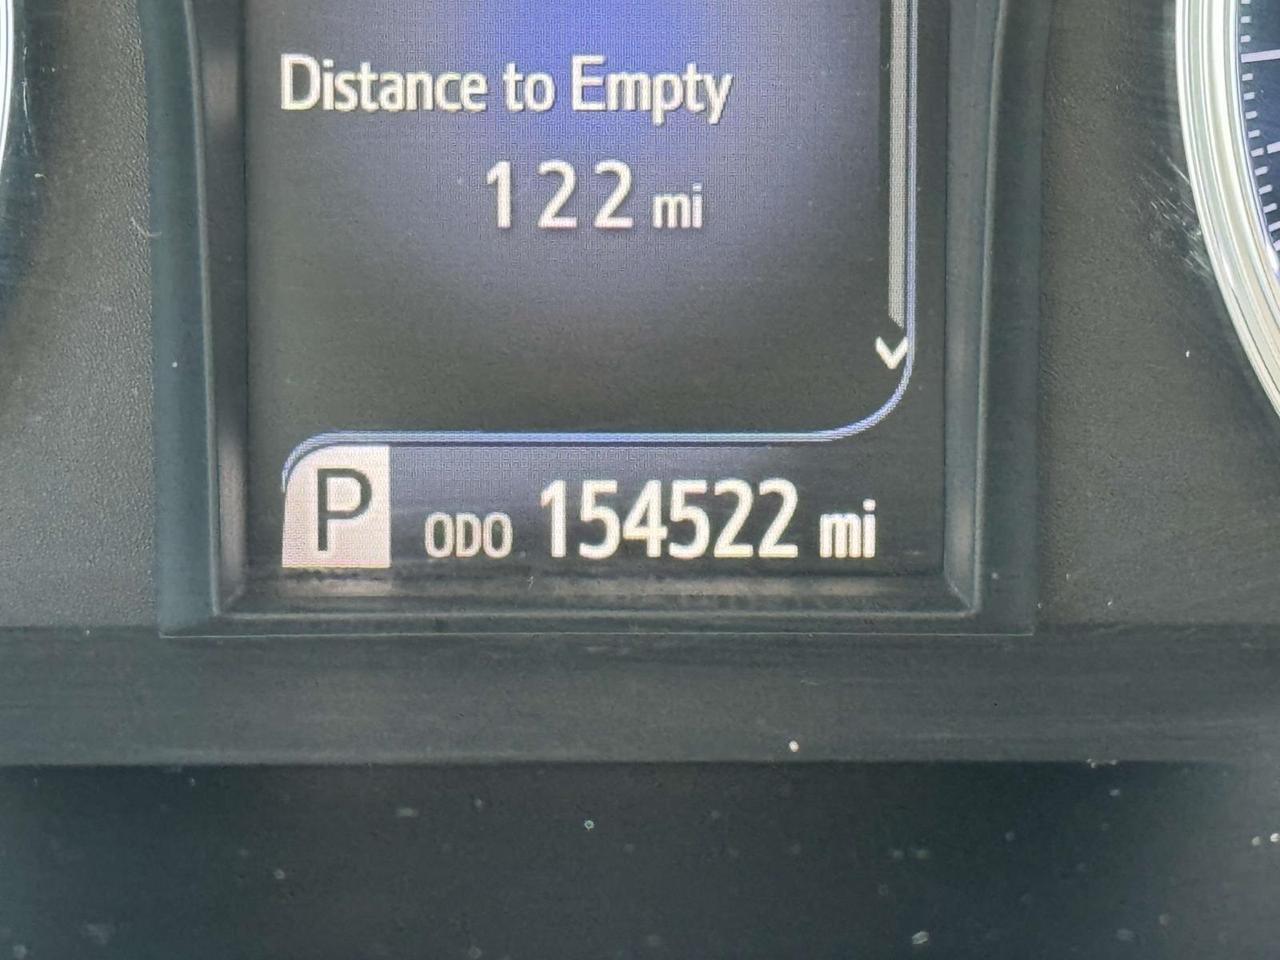 Distance to Empty
122 mi
P ODO 154522 mi